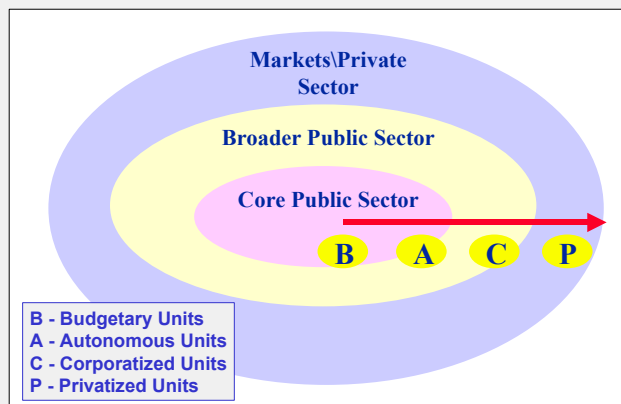 Markets\Private
Sector
Broader Public Sector
Core Public Sector
B A C P
B - Budgetary Units
A - Autonomous Units
C - Corporatized Units
P - Privatized Units